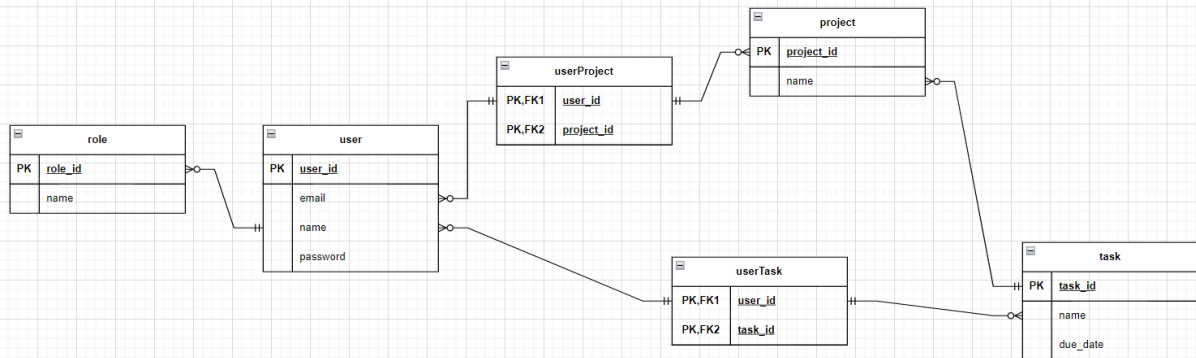 role
PK role_id
name
user
PK user_id
email
name
password
userProject
PK,FK1 user_id
PK,FK2 project_id
project
PK project_id
name
userTask
PK,FK1 user_id
PK,FK2 task_id
task
PK task_id
name
due_date